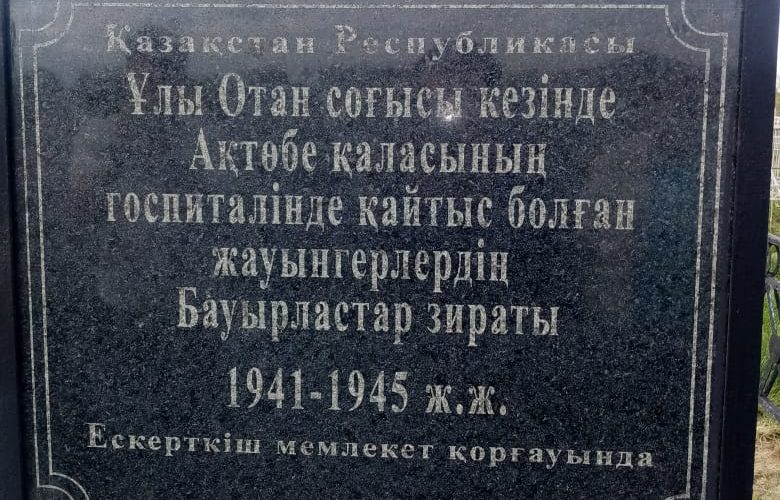 Қазақстан Республикасы
Ұлы Отан соғысы кезінде
Ақтөбе қаласының
госпиталінде қайтыс болған
жауынгерлердің
Бауырластар зираты
1941-1945 ж.ж.
Ескерткіш мемлекет қорғауында